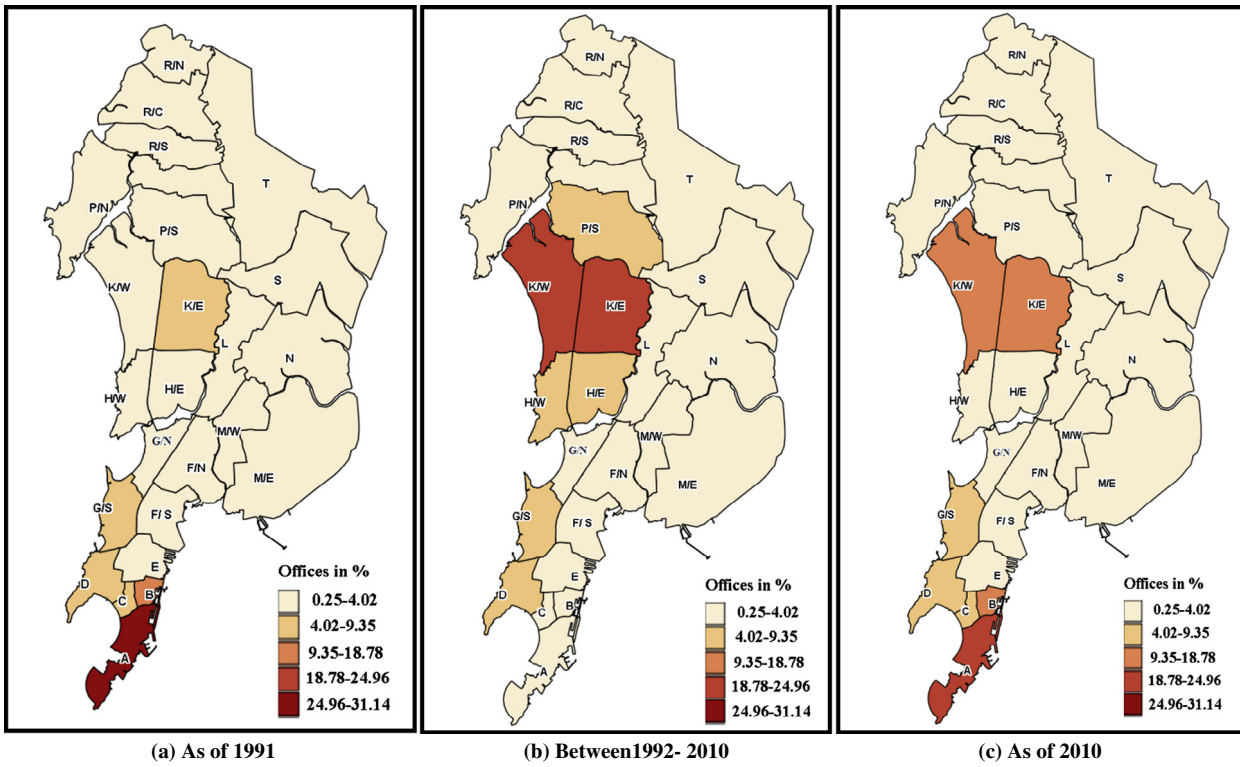 R/N
R/C
R/S
T
P/N
P/S
S
K/W
K/E
L
N
H/W
H/E
G/N
M/W
F/N
M/E
G/S
F/ S
E
D
C
B
A
Offices in %
0.25-4.02
4.02-9.35
9.35-18.78
18.78-24.96
24.96-31.14
(a) As of 1991
R/N
R/C
R/S
T
P/N
P/S
S
K/W
K/E
L
N
H/W
H/E
G/N
M/W
F/N
M/E
G/S
F/ S
E
D
C
B
A
Offices in %
0.25-4.02
4.02-9.35
9.35-18.78
18.78-24.96
24.96-31.14
(b) Between1992- 2010
R/N
R/C
R/S
T
P/N
P/S
S
K/W
K/E
L
N
H/W
H/E
G/N
M/W
F/N
M/E
G/S
F/ S
E
D
C
B
A
Offices in %
0.25-4.02
4.02-9.35
9.35-18.78
18.78-24.96
24.96-31.14
(c) As of 2010